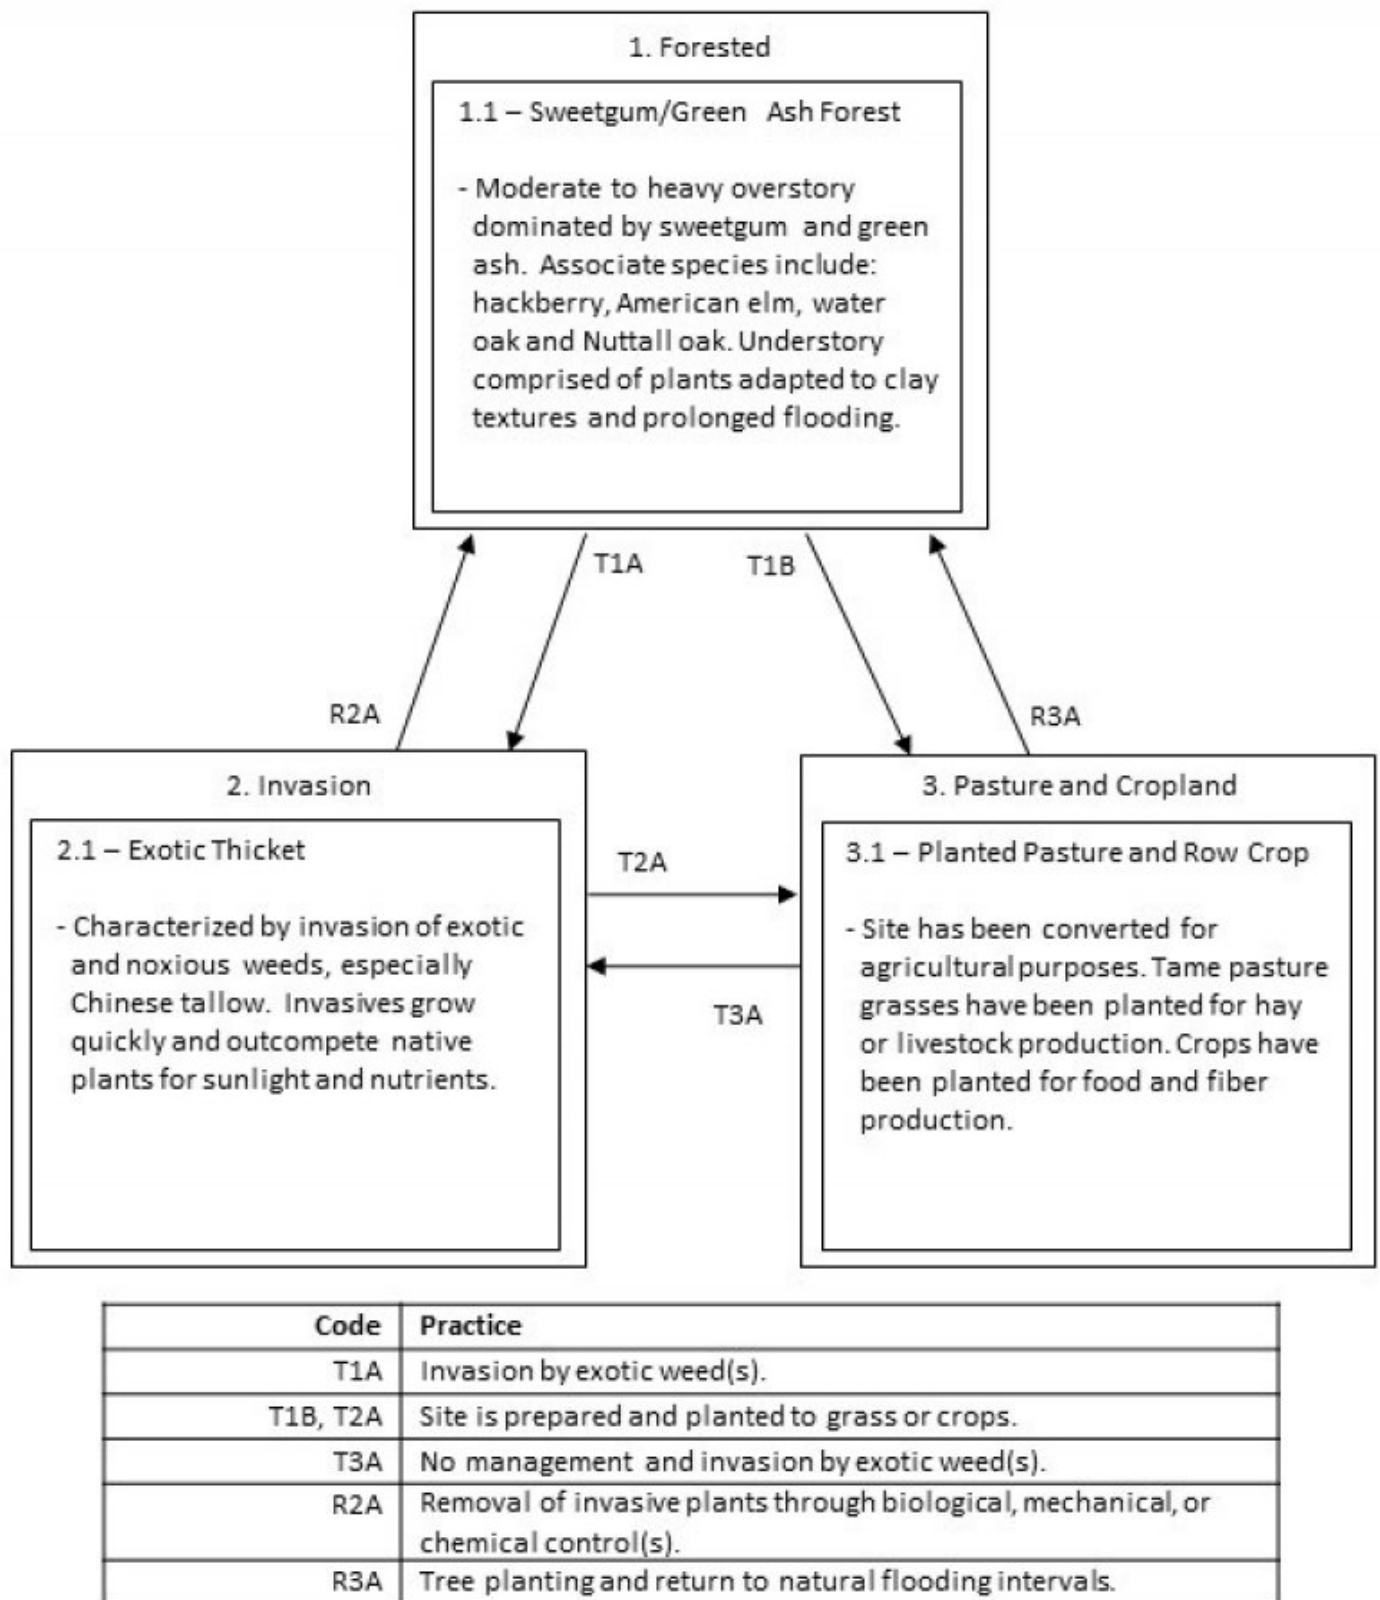 1. Forested
1.1 – Sweetgum/Green Ash Forest
- Moderate to heavy overstory
dominated by sweetgum and green
ash. Associate species include:
hackberry, American elm, water
oak and Nuttall oak. Understory
comprised of plants adapted to clay
textures and prolonged flooding.
T1A
T1B
R2A
R3A
2. Invasion
2.1 – Exotic Thicket
- Characterized by invasion of exotic
and noxious weeds, especially
Chinese tallow. Invasives grow
quickly and outcompete native
plants for sunlight and nutrients.
T2A
T3A
3. Pasture and Cropland
3.1 – Planted Pasture and Row Crop
- Site has been converted for
agricultural purposes. Tame pasture
grasses have been planted for hay
or livestock production. Crops have
been planted for food and fiber
production.
Code Practice
T1A Invasion by exotic weed(s).
T1B, T2A Site is prepared and planted to grass or crops.
T3A No management and invasion by exotic weed(s).
R2A Removal of invasive plants through biological, mechanical, or
chemical control(s).
R3A Tree planting and return to natural flooding intervals.